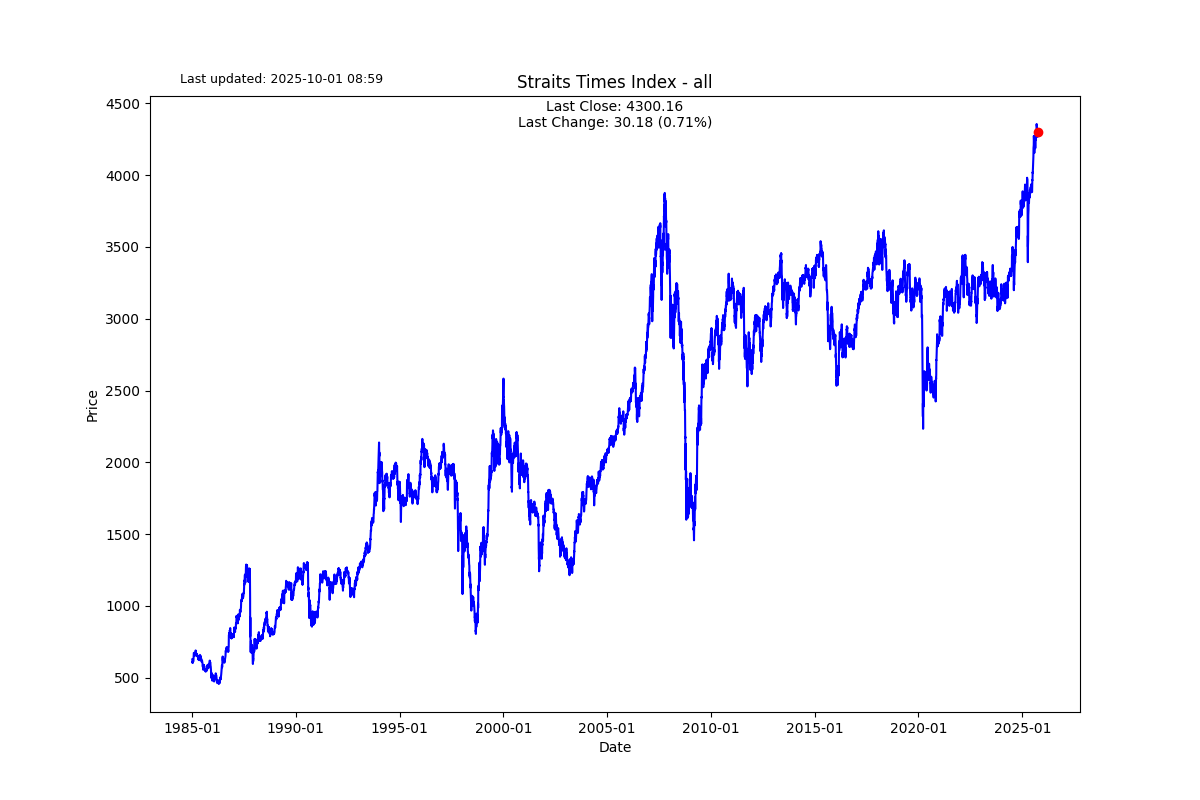 Last updated: 2025-10-01 08:59
Straits Times Index - all
Last Close: 4300.16
Last Change: 30.18 (0.71%)
Price
4500
4000
3500
3000
2500
2000
1500
1000
500
1985-01 1990-01 1995-01 2000-01 2005-01 2010-01 2015-01 2020-01 2025-01
Date